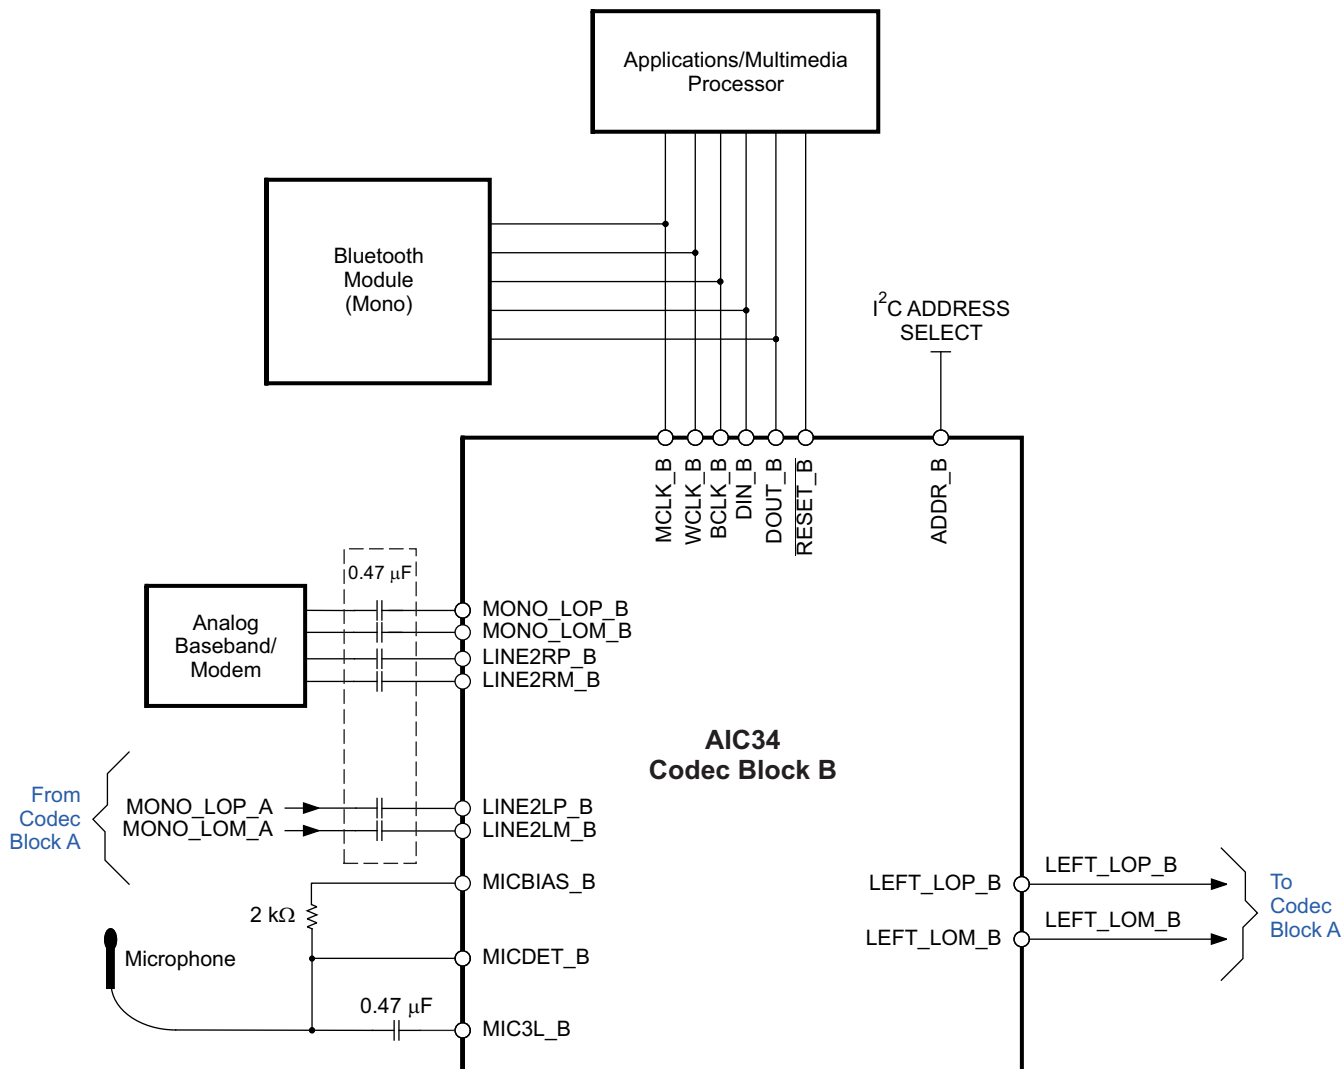 Applications/Multimedia
Processor
Bluetooth
Module
(Mono)
I²C ADDRESS
SELECT
MCLK_B
WCLK_B
BCLK_B
DIN_B
DOUT_B
RESET_B
ADDR_B
0.47 μF
Analog
Baseband/
Modem
MONO_LOP_B
MONO_LOM_B
LINE2RP_B
LINE2RM_B
AIC34
Codec Block B
From
Codec
Block A
MONO_LOP_A
MONO_LOM_A
LINE2LP_B
LINE2LM_B
MICBIAS_B
2 kΩ
MICDET_B
Microphone
0.47 μF
MIC3L_B
LEFT_LOP_B
LEFT_LOM_B
LEFT_LOP_B
LEFT_LOM_B
To
Codec
Block A